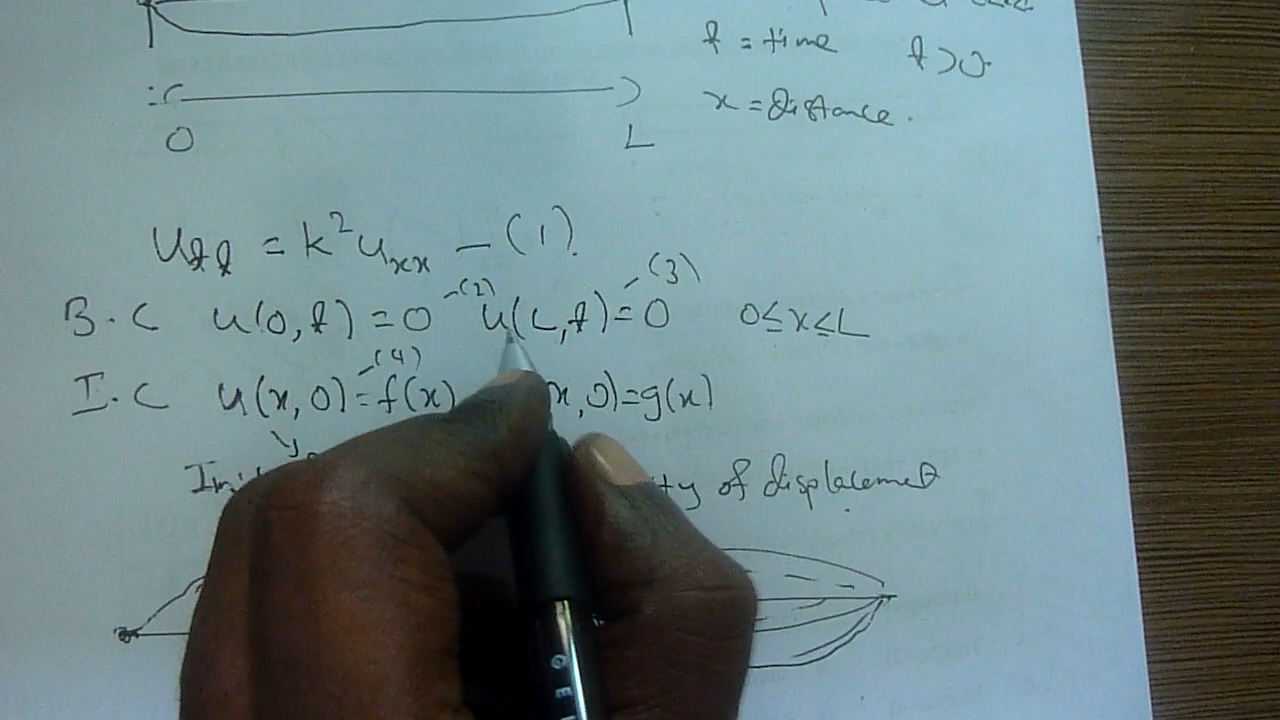 t = time t>0.
x = distance.
0 L
u_tt = k²u_xx – (1).
B.C u(0,t) = 0 –(2) u(L,t) = 0 –(3) 0≤x≤L
I.C u(x,0) = f(x) –(4) x,0)=g(x)
ty of displacement